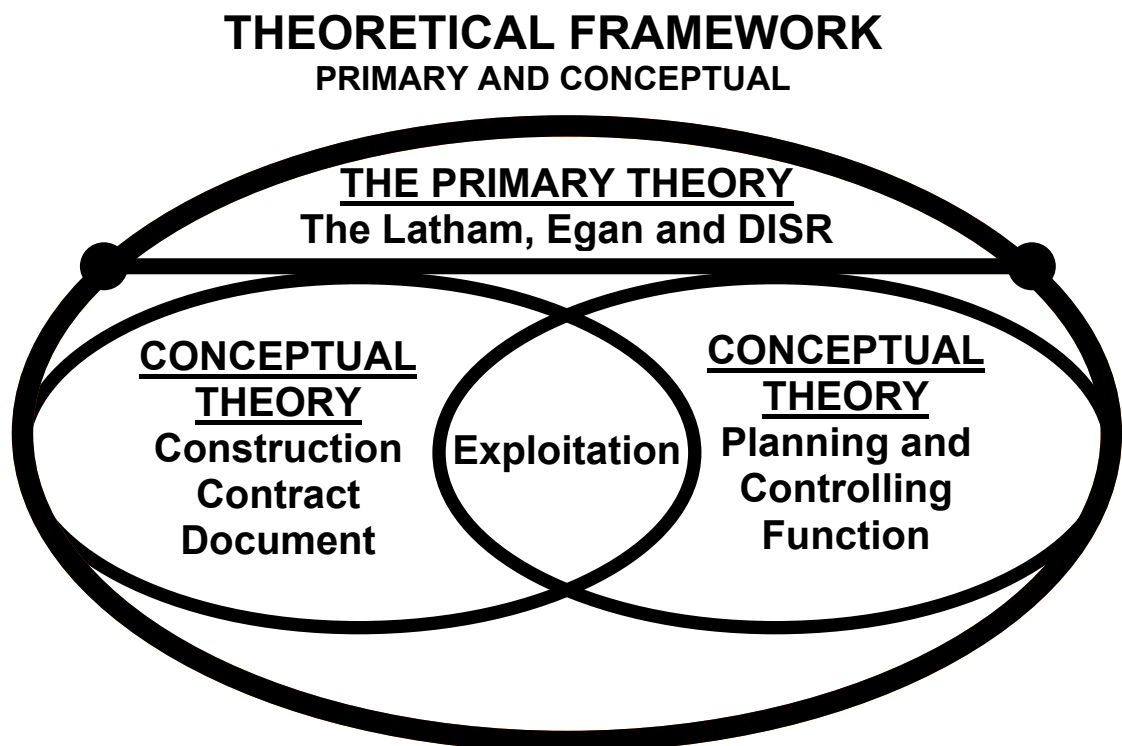 THEORETICAL FRAMEWORK
PRIMARY AND CONCEPTUAL
THE PRIMARY THEORY
The Latham, Egan and DISR
CONCEPTUAL
THEORY
Construction
Contract
Document
Exploitation
CONCEPTUAL
THEORY
Planning and
Controlling
Function